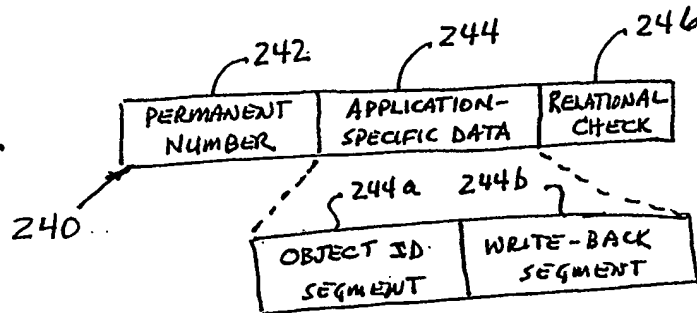 242 244 246
PERMANENT NUMBER APPLICATION-SPECIFIC DATA RELATIONAL CHECK
240
244a 244b
OBJECT ID SEGMENT WRITE-BACK SEGMENT